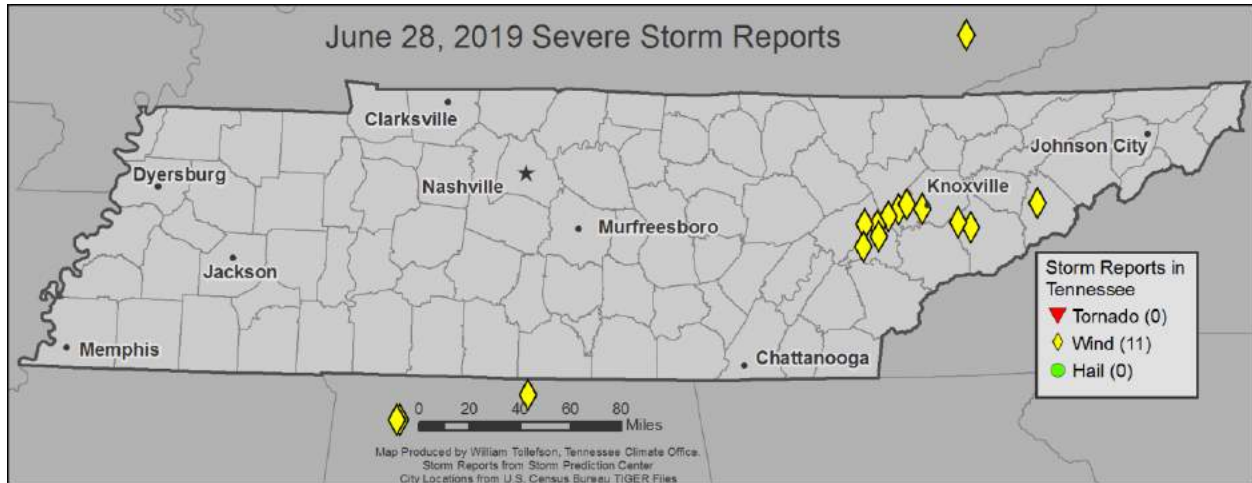 June 28, 2019 Severe Storm Reports
Clarksville
Johnson City
Dyersburg
Nashville
Knoxville
Murfreesboro
Jackson
Storm Reports in
Tennessee
Tornado (0)
Wind (11)
Hail (0)
Memphis
Chattanooga
0 20 40 60 80
Miles
Map Produced by William Tollefson, Tennessee Climate Office.
Storm Reports from Storm Prediction Center
City Locations from U.S. Census Bureau TIGER Files